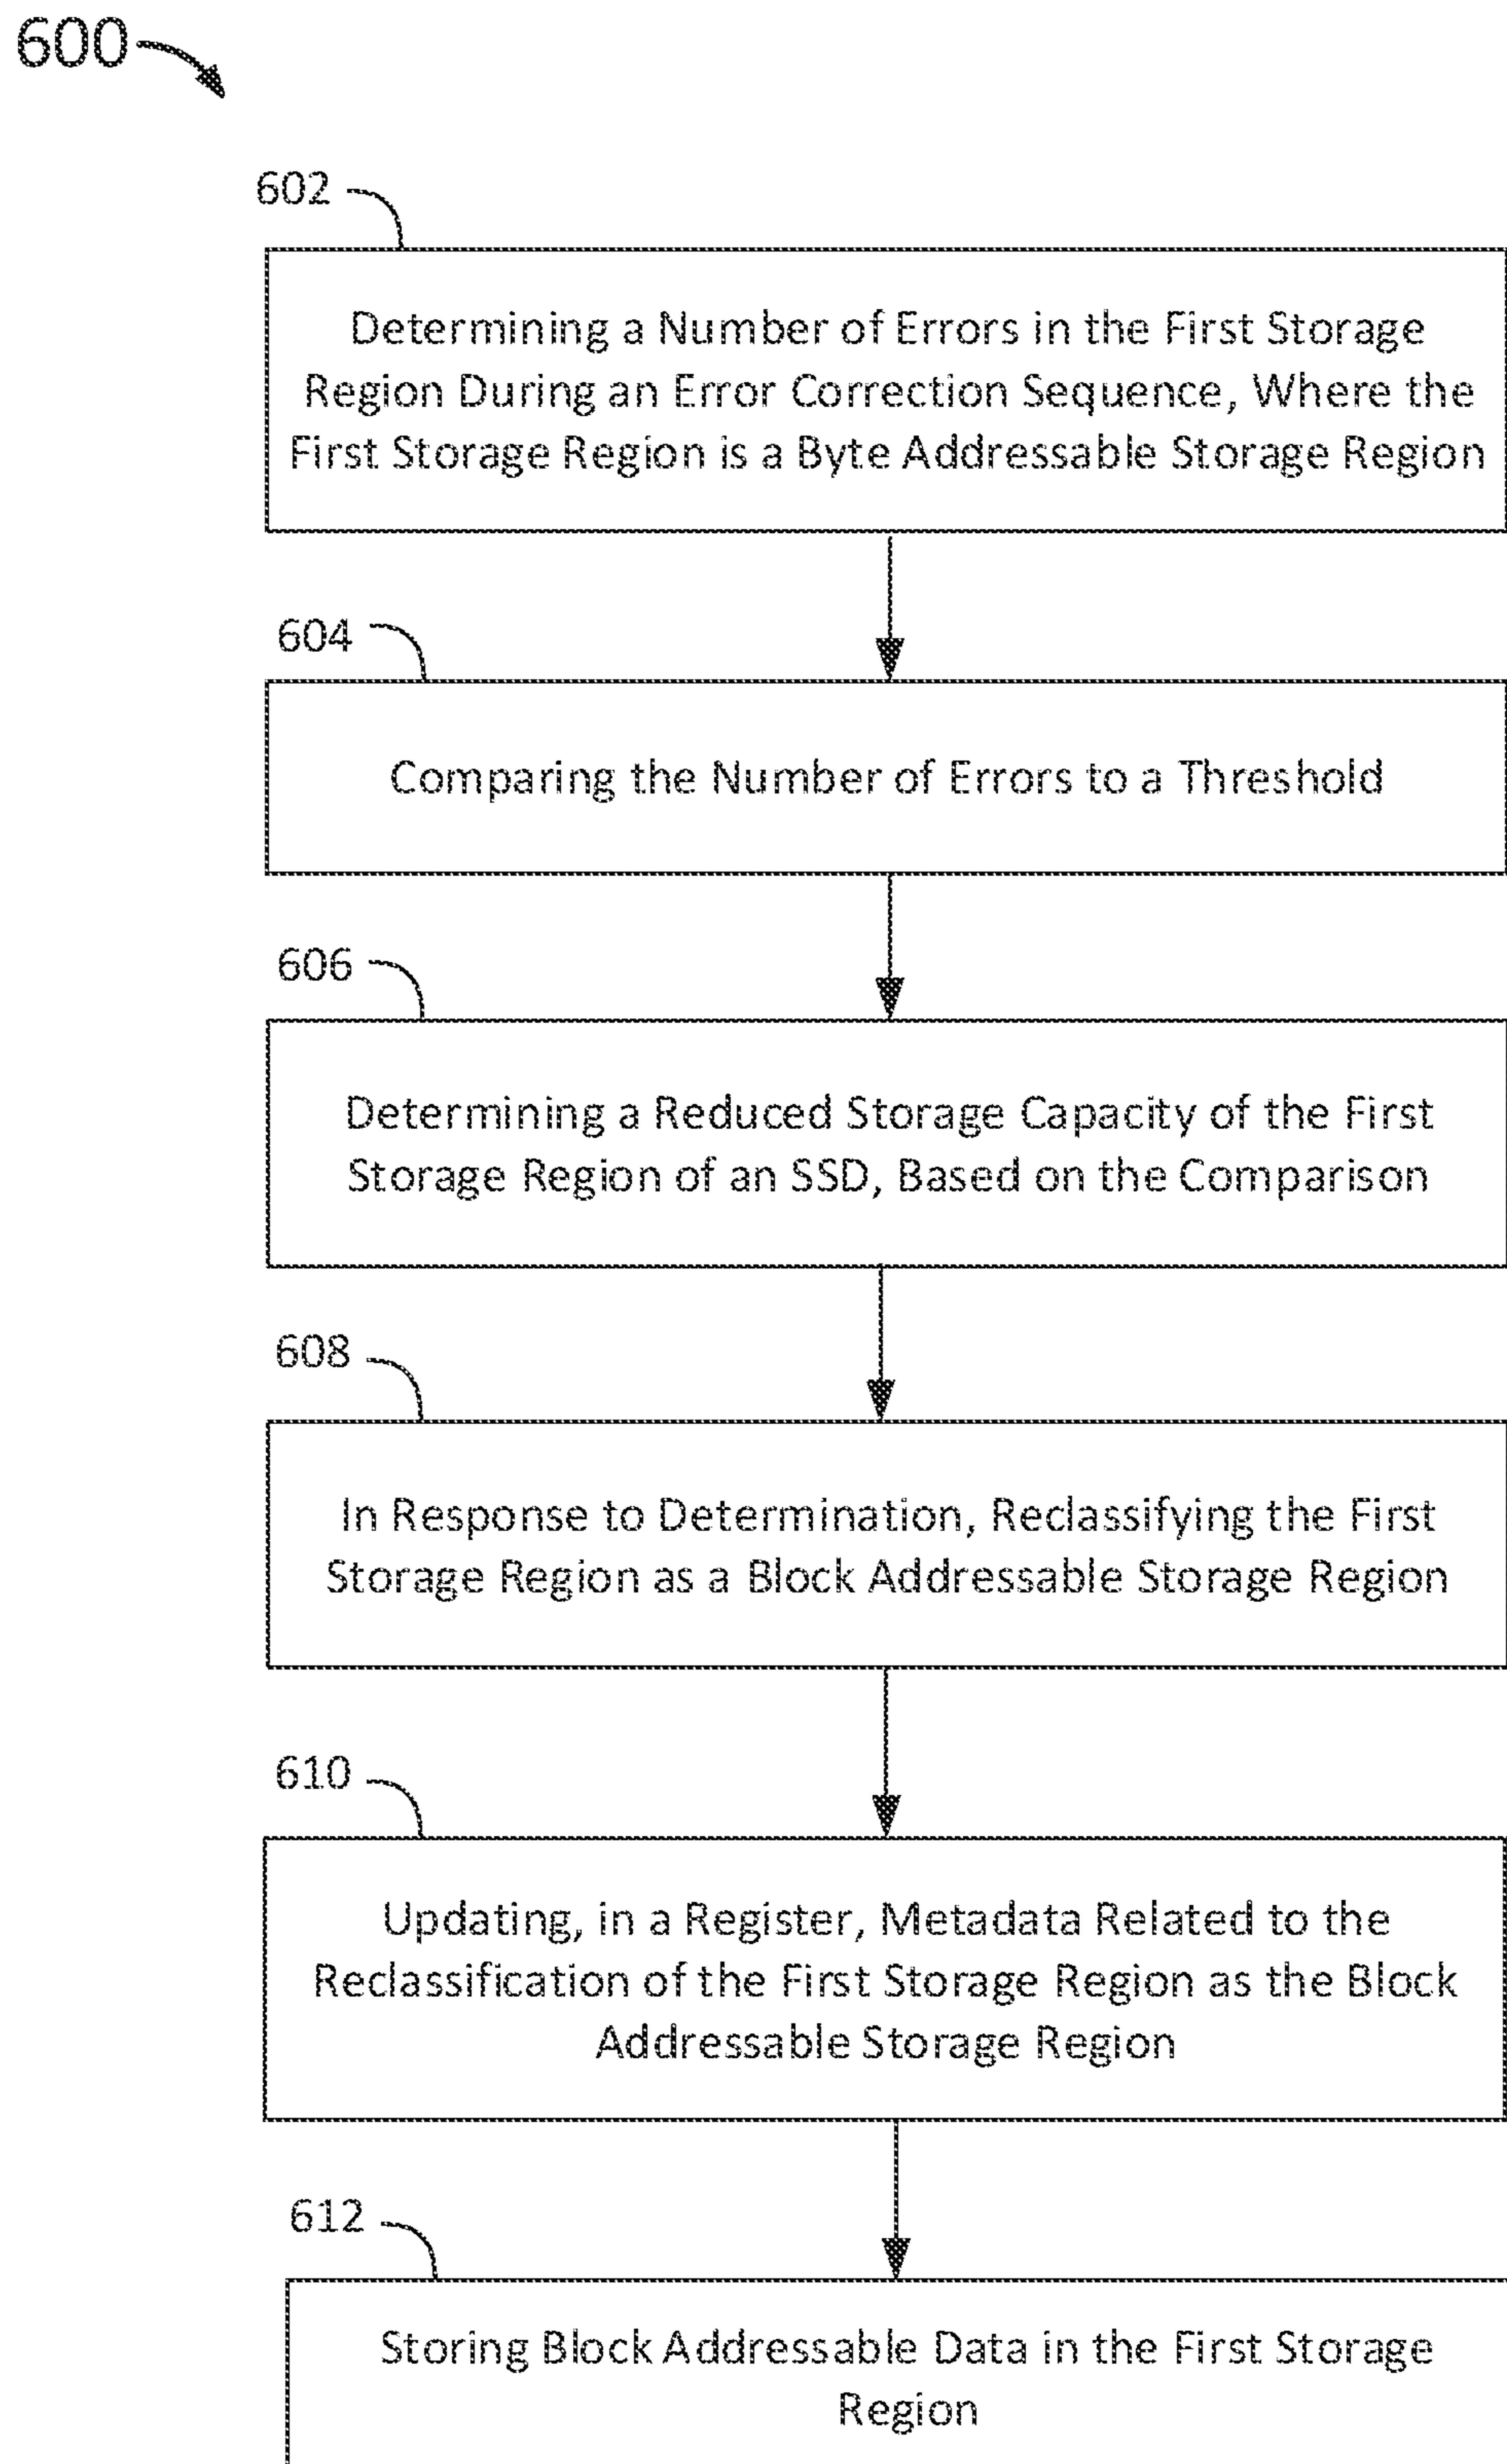 600
602
Determining a Number of Errors in the First Storage
Region During an Error Correction Sequence, Where the
First Storage Region is a Byte Addressable Storage Region
604
Comparing the Number of Errors to a Threshold
606
Determining a Reduced Storage Capacity of the First
Storage Region of an SSD, Based on the Comparison
608
In Response to Determination, Reclassifying the First
Storage Region as a Block Addressable Storage Region
610
Updating, in a Register, Metadata Related to the
Reclassification of the First Storage Region as the Block
Addressable Storage Region
612
Storing Block Addressable Data in the First Storage
Region